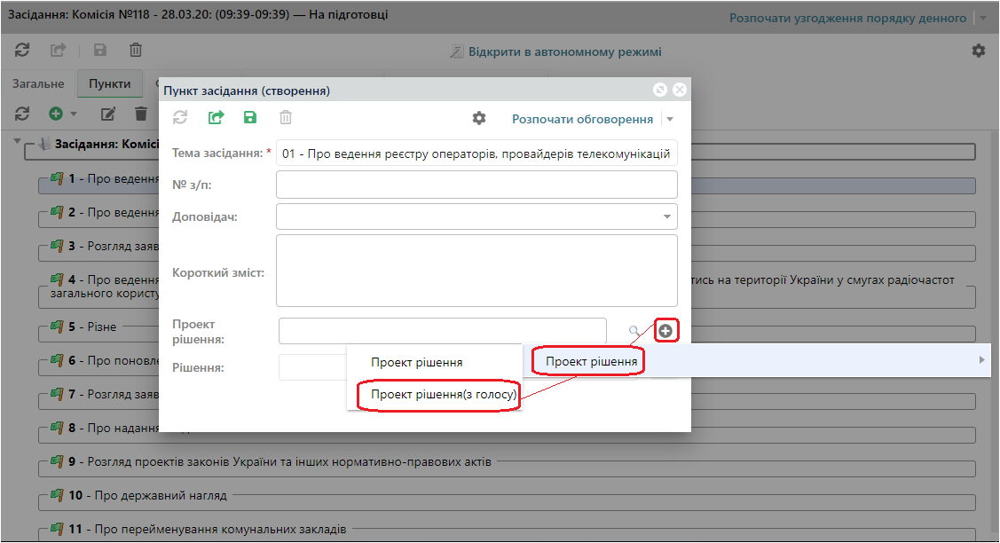 Засідання: Комісія №118 - 28.03.20: (09:39-09:39) — На підготовці
Розпочати узгодження порядку денного
Відкрити в автономному режимі
Загальне
Пункти
Пункт засідання (створення)
Розпочати обговорення
Засідання: Комісі
Тема засідання: * 01 - Про ведення реєстру операторів, провайдерів телекомунікацій
1 - Про ведення
№ з/п:
2 - Про ведення
Доповідач:
3 - Розгляд заяв
Короткий зміст:
4 - Про ведення
тись на території України у смугах радіочастот
загального користу
Проект
рішення:
5 - Різне
6 - Про поновле
Рішення:
Проект рішення
Проект рішення
7 - Розгляд заяв
Проект рішення(з голосу)
8 - Про надання
9 - Розгляд проектів законів України та інших нормативно-правових актів
10 - Про державний нагляд
11 - Про перейменування комунальних закладів